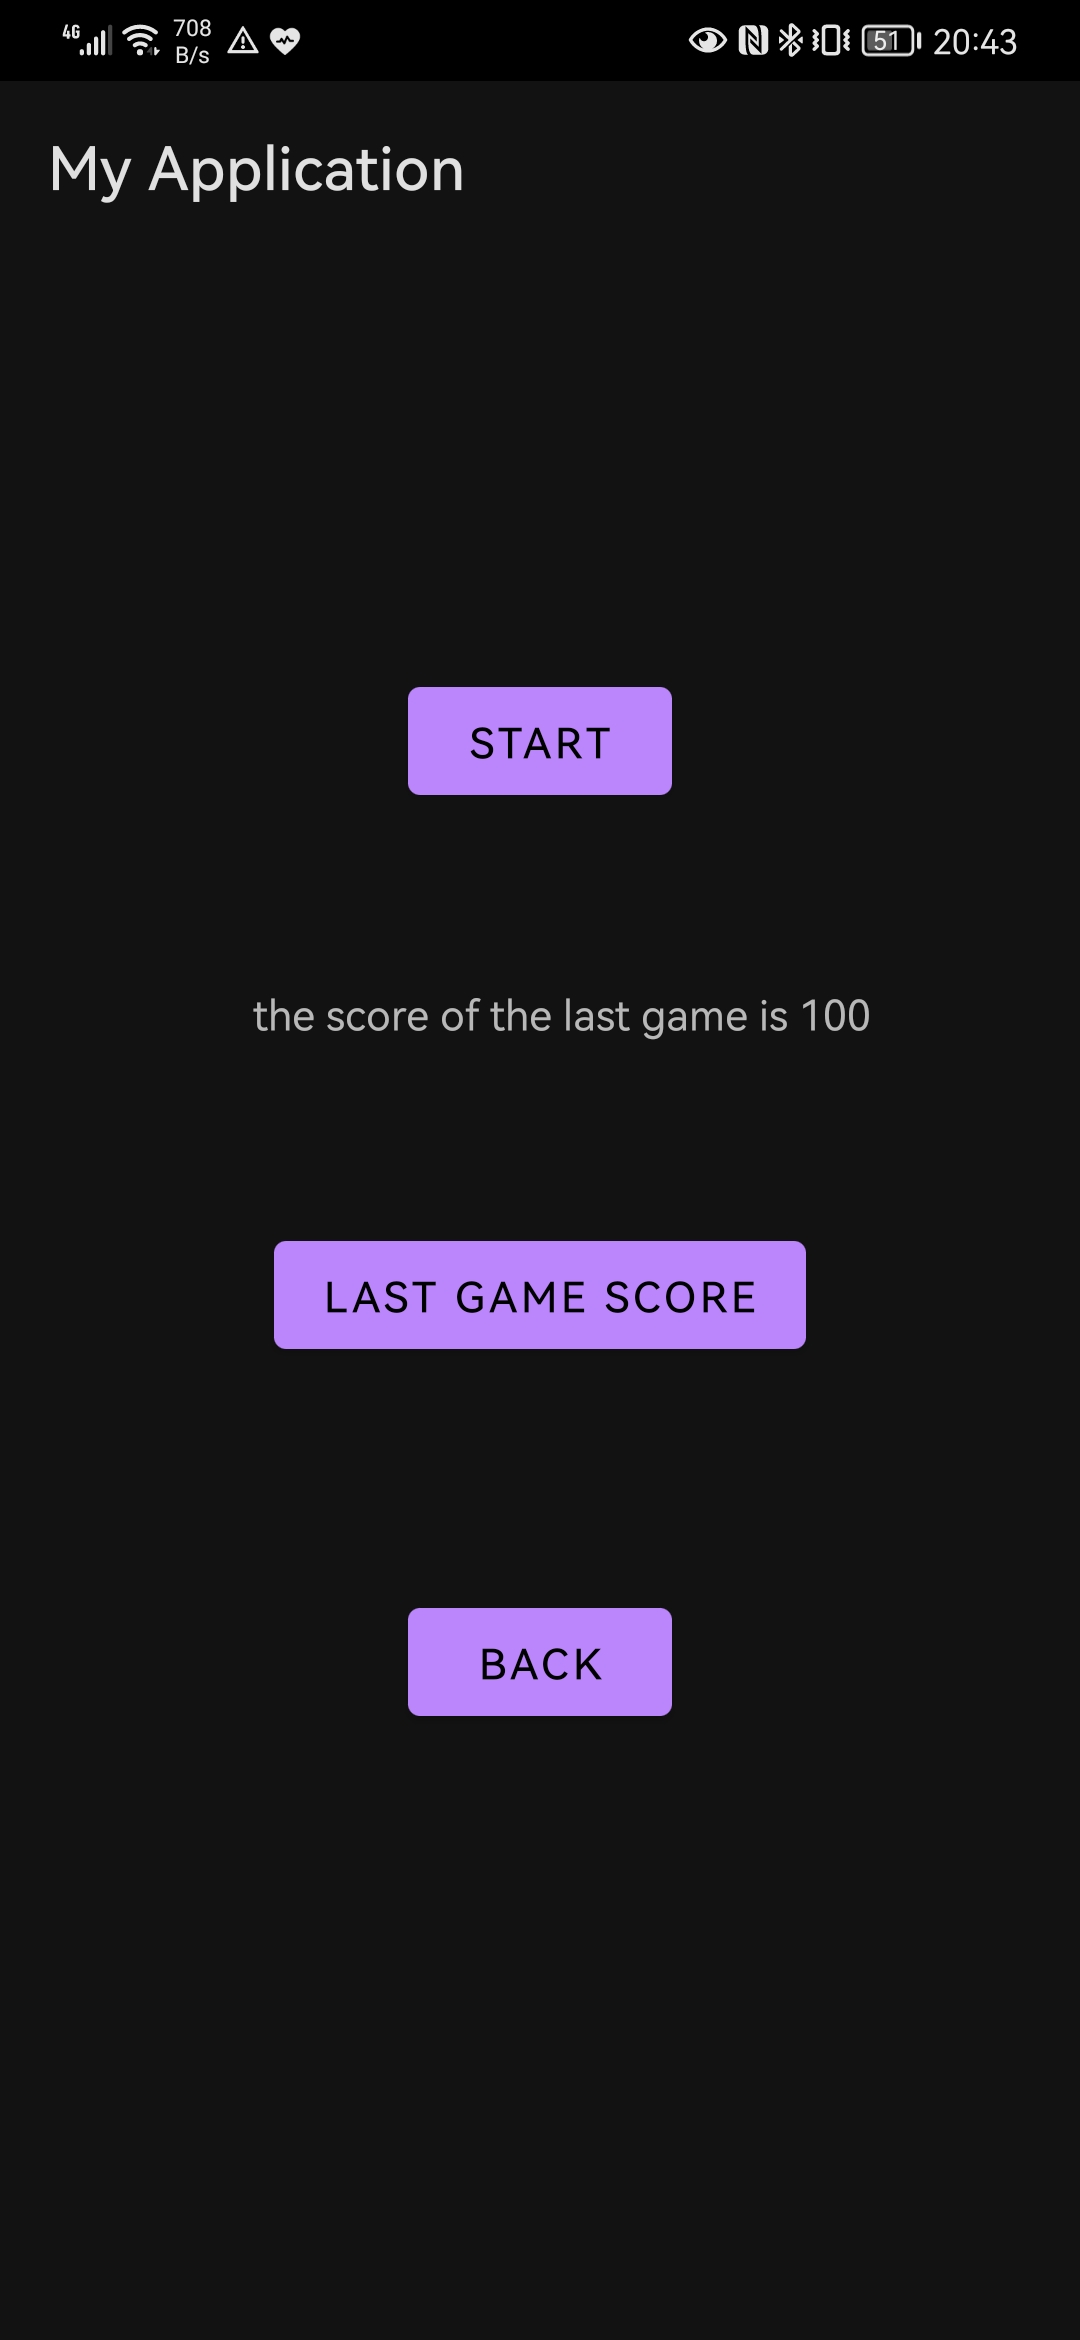 4G 708 B/s 51 20:43
My Application
START
the score of the last game is 100
LAST GAME SCORE
BACK